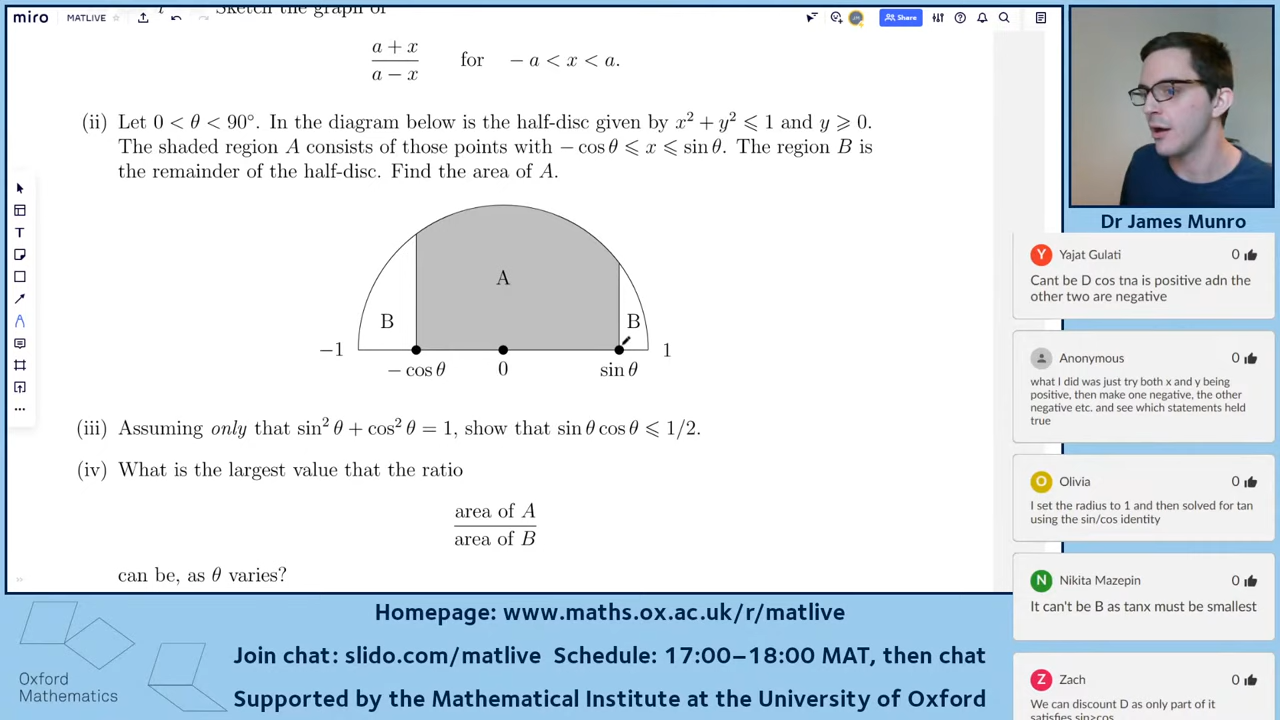 miro MATLIVE Share
Sketch the graph of
a + x
a − x
for − a < x < a.
(ii) Let 0 < θ < 90°. In the diagram below is the half-disc given by x² + y² ⩽ 1 and y ⩾ 0.
The shaded region A consists of those points with − cos θ ⩽ x ⩽ sin θ. The region B is
the remainder of the half-disc. Find the area of A.
A
B
B
−1
1
− cos θ
0
sin θ
(iii) Assuming only that sin² θ + cos² θ = 1, show that sin θ cos θ ⩽ 1/2.
(iv) What is the largest value that the ratio
area of A
area of B
can be, as θ varies?
Dr James Munro
Y Yajat Gulati 0
Cant be D cos tna is positive adn the
other two are negative
Anonymous 0
what I did was just try both x and y being
positive, then make one negative, the other
negative etc. and see which statements held
true
O Olivia 0
I set the radius to 1 and then solved for tan
using the sin/cos identity
N Nikita Mazepin 0
It can't be B as tanx must be smallest
Z Zach 0
We can discount D as only part of it
satisfies sin>cos
Oxford
Mathematics
Homepage: www.maths.ox.ac.uk/r/matlive
Join chat: slido.com/matlive Schedule: 17:00–18:00 MAT, then chat
Supported by the Mathematical Institute at the University of Oxford